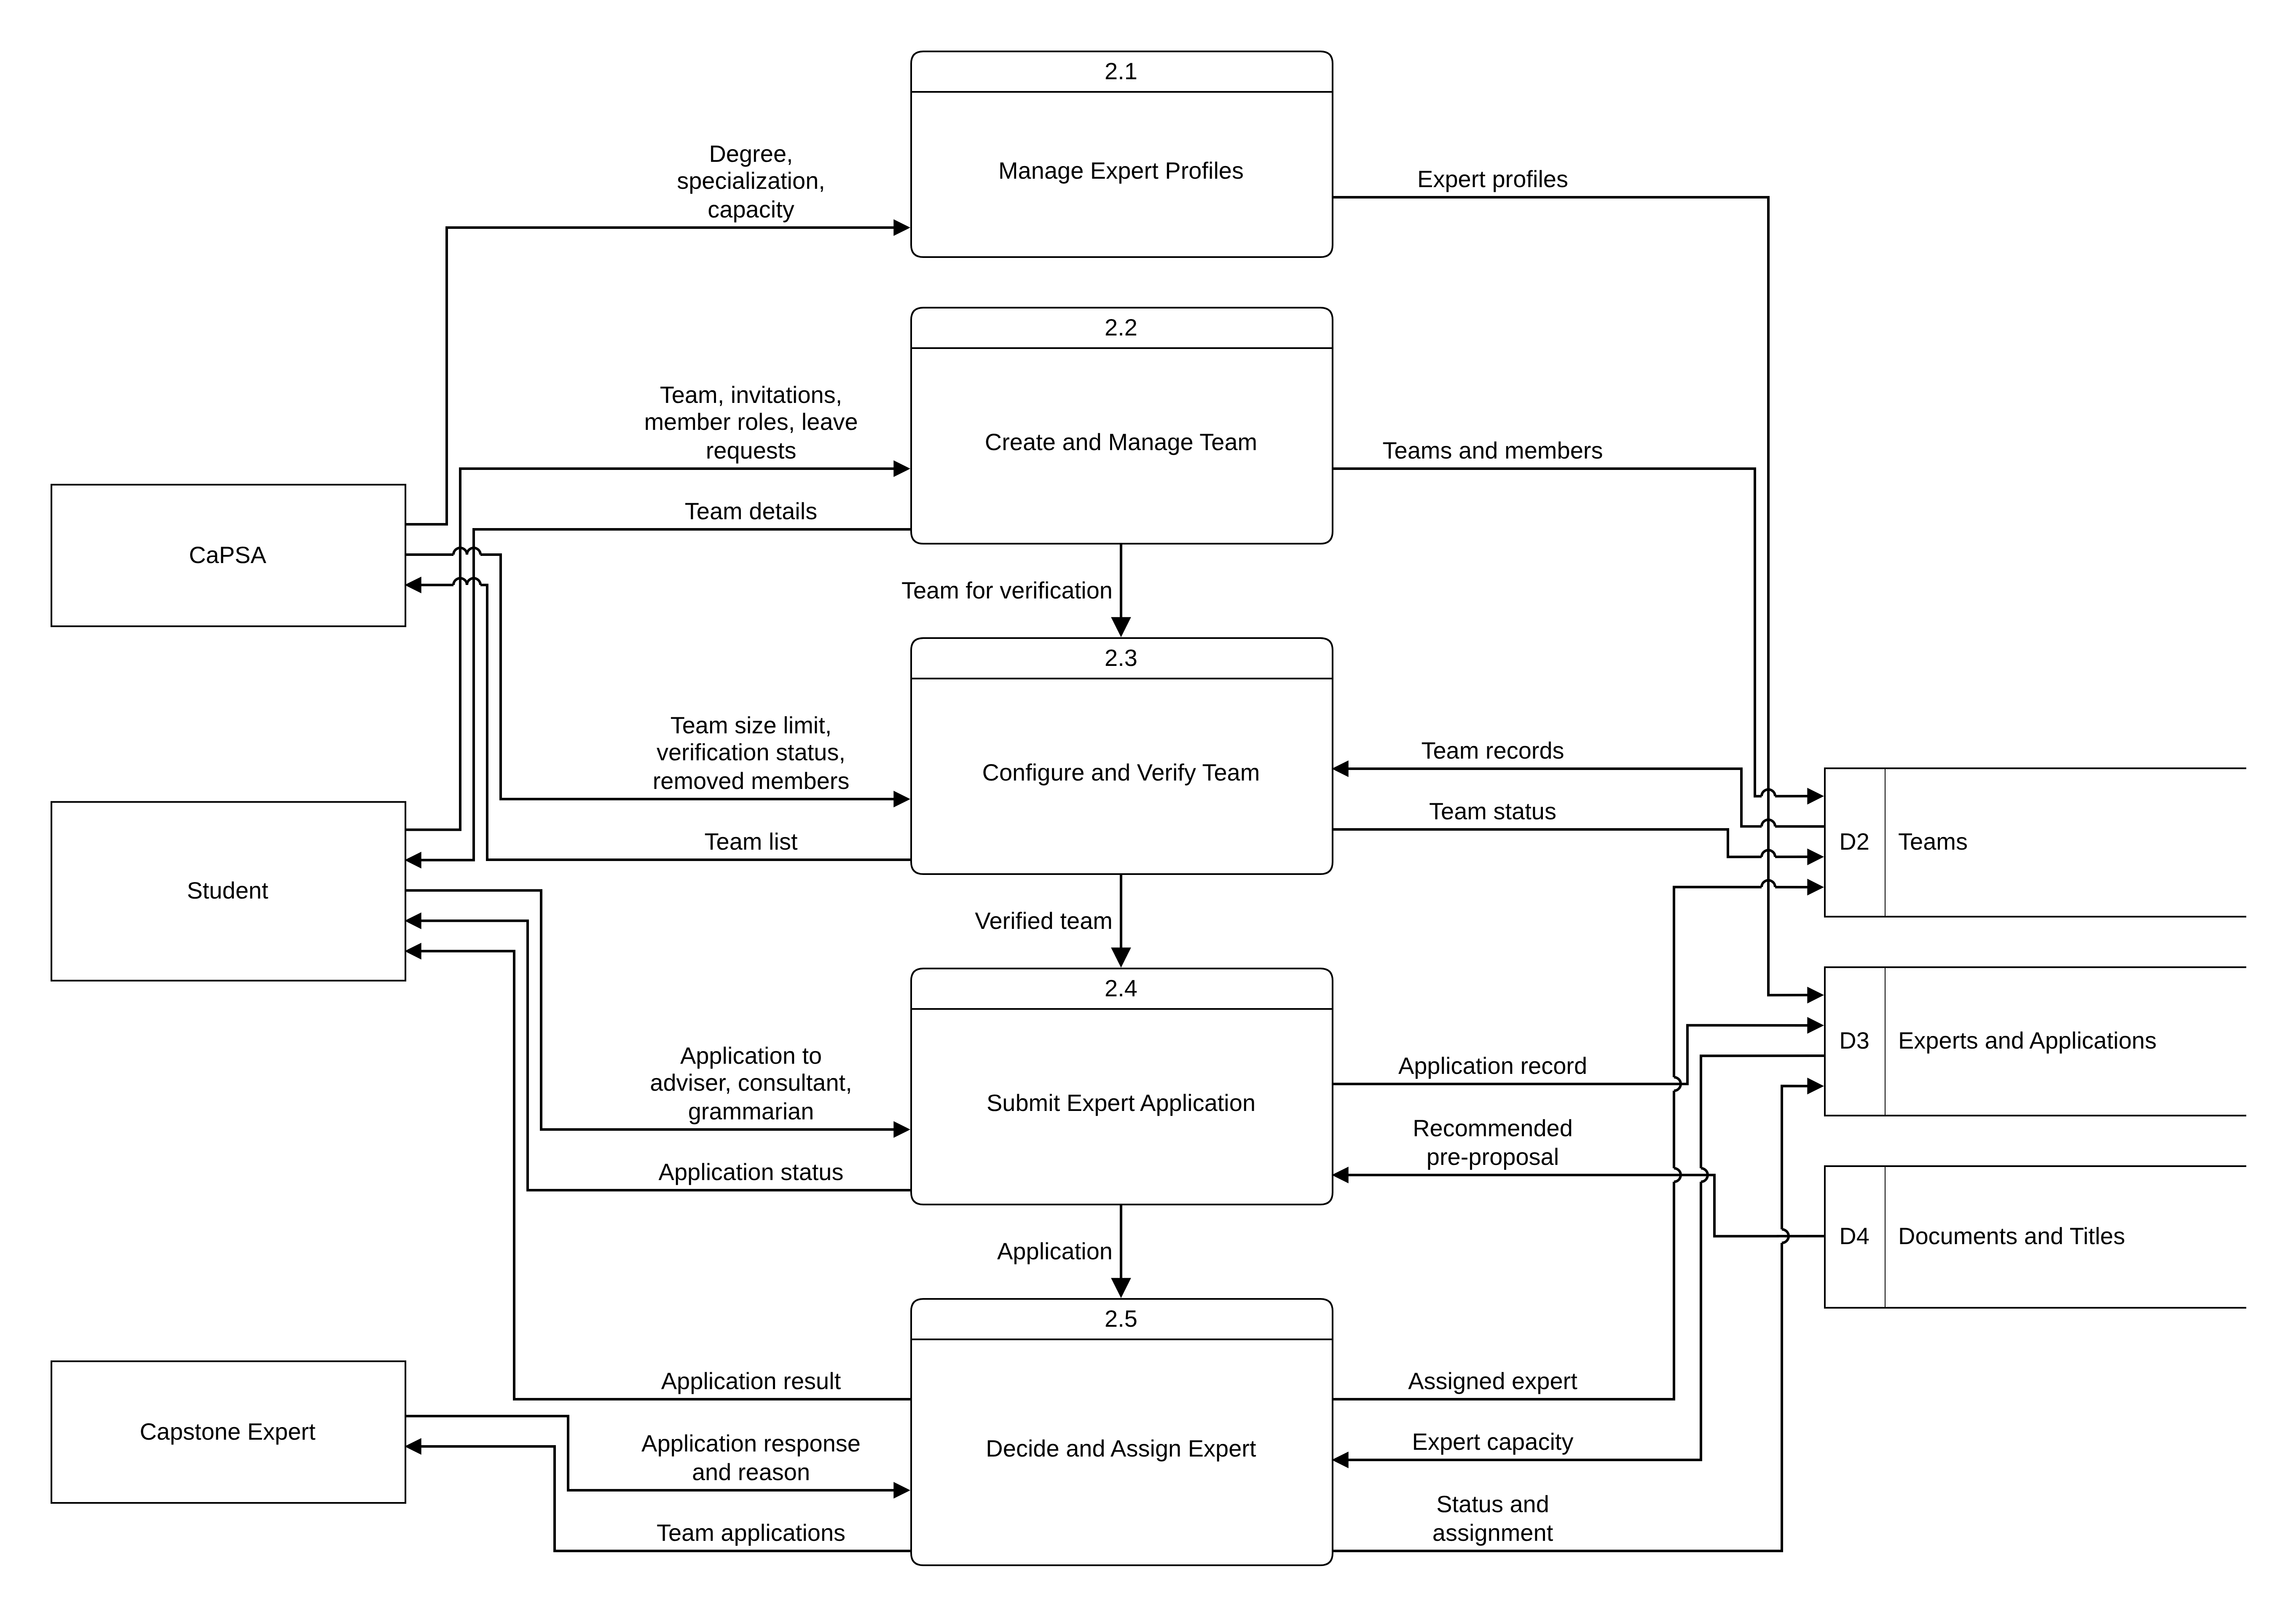 2.1
Manage Expert Profiles
Degree,
specialization,
capacity
Expert profiles
2.2
Create and Manage Team
Team, invitations,
member roles, leave
requests
Teams and members
Team details
CaPSA
Team for verification
2.3
Configure and Verify Team
Team size limit,
verification status,
removed members
Team records
Team status
Team list
D2
Teams
Student
Verified team
2.4
Submit Expert Application
Application to
adviser, consultant,
grammarian
Application record
D3
Experts and Applications
Recommended
pre-proposal
Application status
D4
Documents and Titles
Application
2.5
Decide and Assign Expert
Application result
Assigned expert
Capstone Expert
Application response
and reason
Expert capacity
Status and
assignment
Team applications